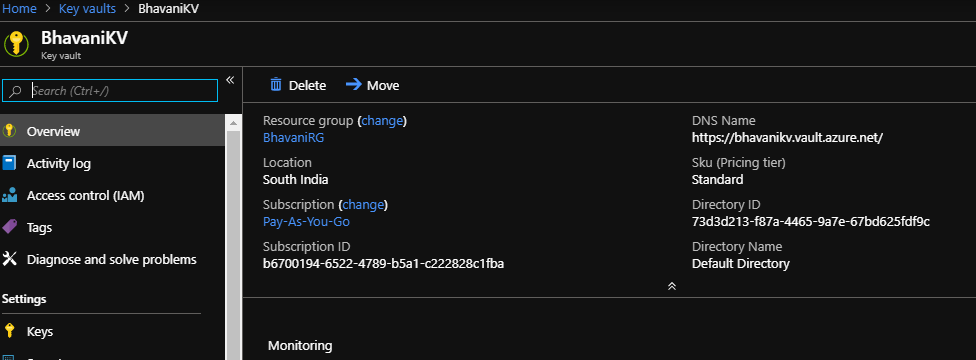 Home > Key vaults > BhavaniKV
BhavaniKV
Key vault
Search (Ctrl+/)
«
Overview
Activity log
Access control (IAM)
Tags
Diagnose and solve problems
Settings
Keys
Delete
Move
Resource group (change)
BhavaniRG
Location
South India
Subscription (change)
Pay-As-You-Go
Subscription ID
b6700194-6522-4789-b5a1-c222828c1fba
DNS Name
https://bhavanikv.vault.azure.net/
Sku (Pricing tier)
Standard
Directory ID
73d3d213-f87a-4465-9a7e-67bd625fdf9c
Directory Name
Default Directory
Monitoring